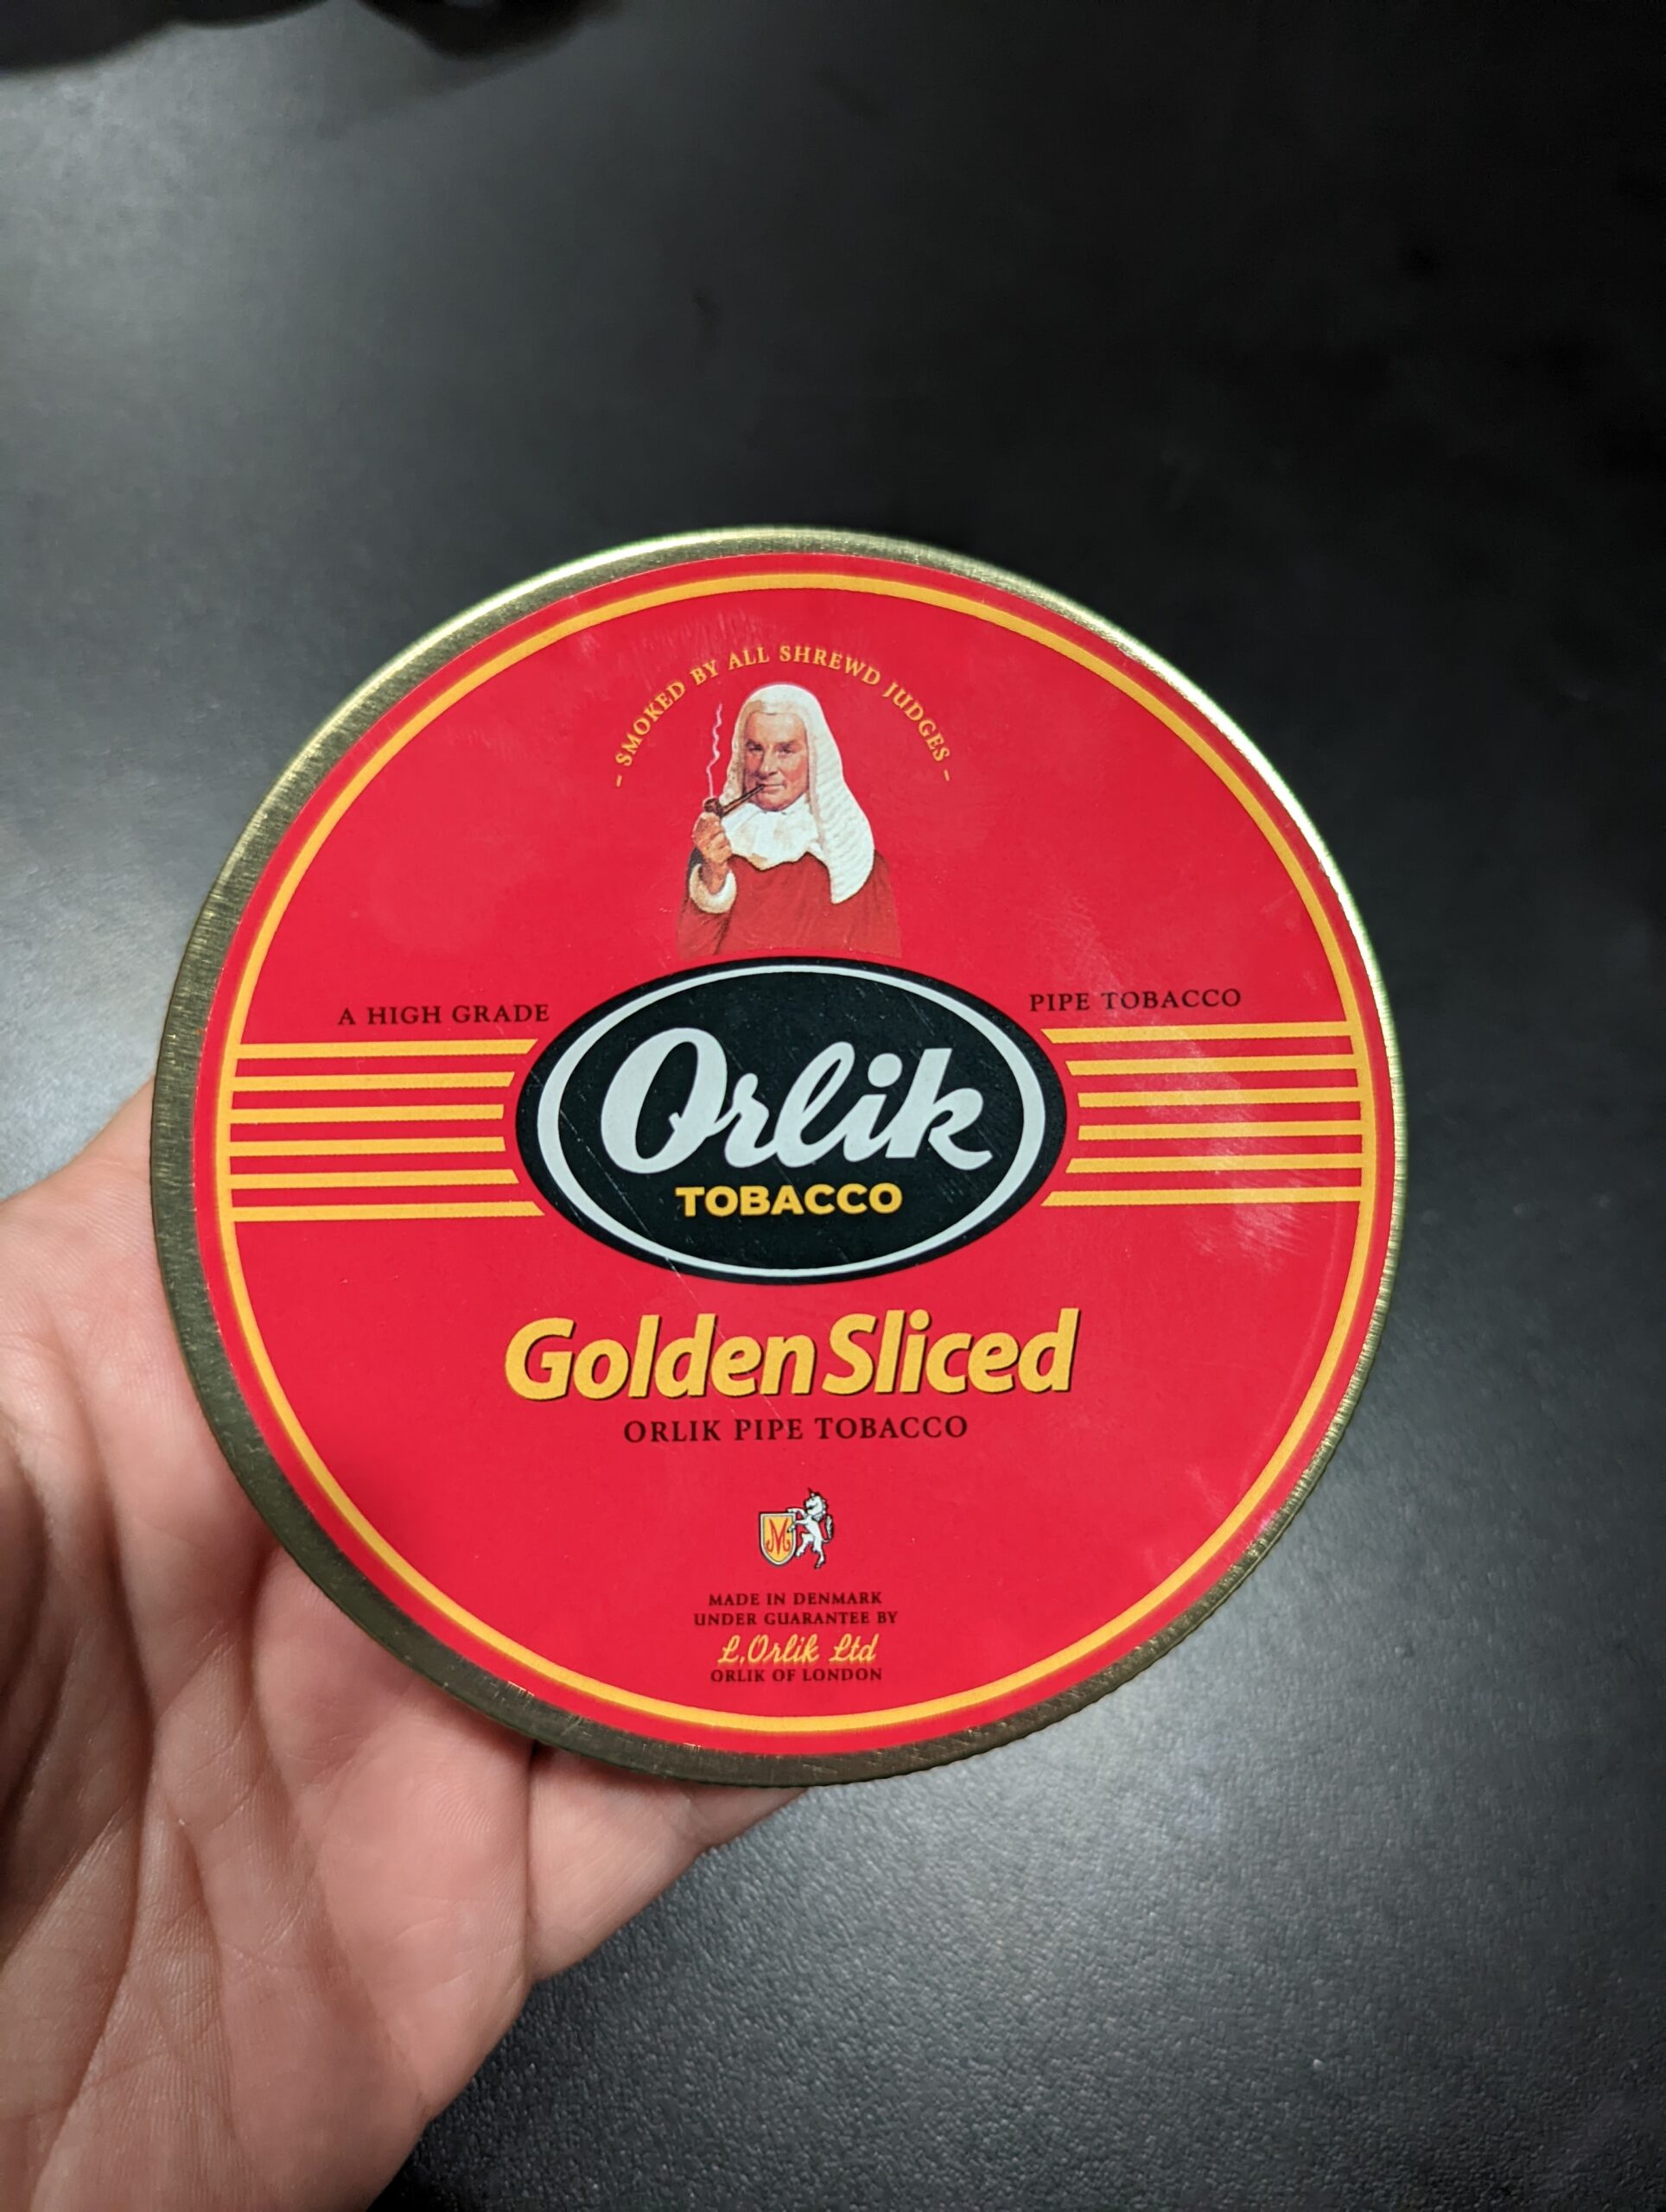 - SMOKED BY ALL SHREWD JUDGES -
A HIGH GRADE
PIPE TOBACCO
Orlik
TOBACCO
Golden Sliced
ORLIK PIPE TOBACCO
M
MADE IN DENMARK
UNDER GUARANTEE BY
L. Orlik Ltd
ORLIK OF LONDON